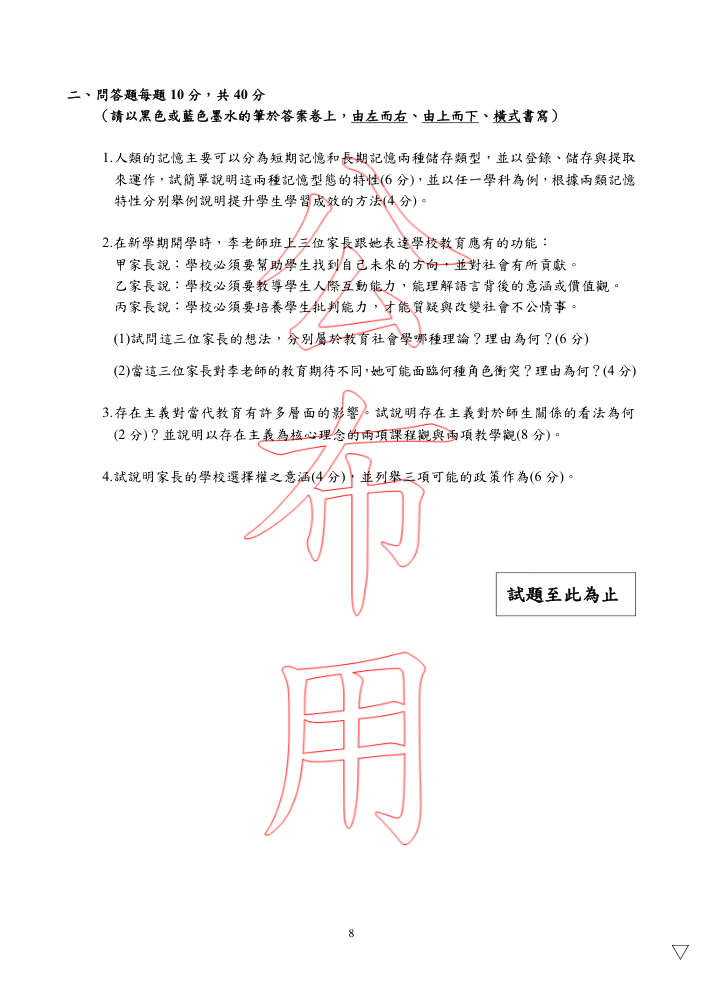 二、問答題每題 10 分，共 40 分
（請以黑色或藍色墨水的筆於答案卷上，由左而右、由上而下、橫式書寫）
1.人類的記憶主要可以分為短期記憶和長期記憶兩種儲存類型，並以登錄、儲存與提取
來運作，試簡單說明這兩種記憶型態的特性(6 分)，並以任一學科為例，根據兩類記憶
特性分別舉例說明提升學生學習成效的方法(4 分)。
2.在新學期開學時，李老師班上三位家長跟她表達學校教育應有的功能：
甲家長說：學校必須要幫助學生找到自己未來的方向，並對社會有所貢獻。
乙家長說：學校必須要教導學生人際互動能力，能理解語言背後的意涵或價值觀。
丙家長說：學校必須要培養學生批判能力，才能質疑與改變社會不公情事。
(1)試問這三位家長的想法，分別屬於教育社會學哪種理論？理由為何？(6 分)
(2)當這三位家長對李老師的教育期待不同，她可能面臨何種角色衝突？理由為何？(4 分)
3.存在主義對當代教育有許多層面的影響。試說明存在主義對於師生關係的看法為何
(2 分)？並說明以存在主義為核心理念的兩項課程觀與兩項教學觀(8 分)。
4.試說明家長的學校選擇權之意涵(4 分)，並列舉三項可能的政策作為(6 分)。
試題至此為止
公布用
8